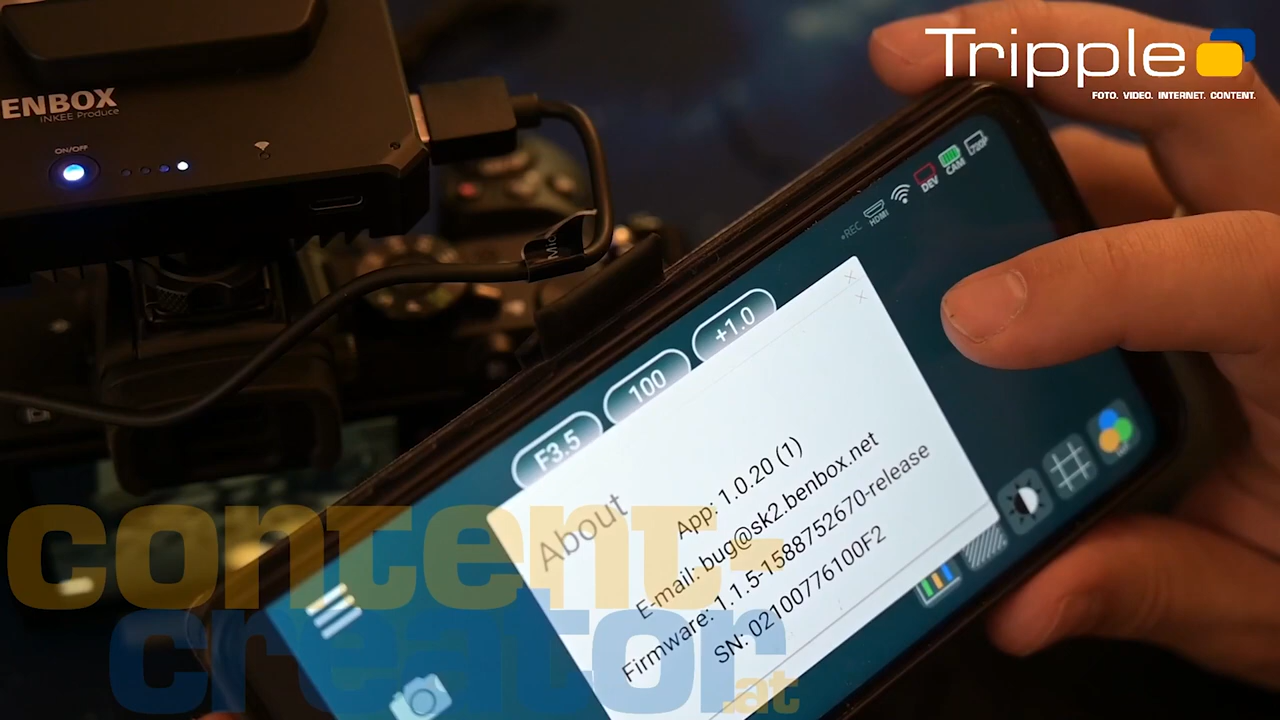 Tripple
FOTO. VIDEO. INTERNET. CONTENT.
ENBOX
INKEE Produce
ON/OFF
Mic
•REC
HDMI
DEV
CAM
720P
F3.5
100
+1.0
About
App: 1.0.20 (1)
E-mail: bug@sk2.benbox.net
Firmware: 1.1.5-1588752670-release
SN: 02100776100F2
content-
creator
.at